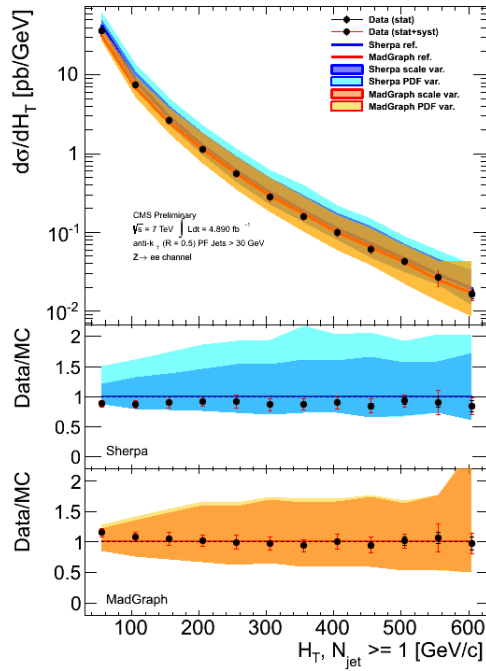 dσ/dH_T [pb/GeV]
10
1
10^-1
10^-2
Data (stat)
Data (stat+syst)
Sherpa ref.
MadGraph ref.
Sherpa scale var.
Sherpa PDF var.
MadGraph scale var.
MadGraph PDF var.
CMS Preliminary
√s = 7 TeV ∫ Ldt = 4.890 fb^-1
anti-k_T (R = 0.5) PF Jets > 30 GeV
Z→ ee channel
Data/MC
2
1.5
1
0.5
0
Sherpa
Data/MC
2
1.5
1
0.5
0
MadGraph
100 200 300 400 500 600
H_T, N_jet >= 1 [GeV/c]